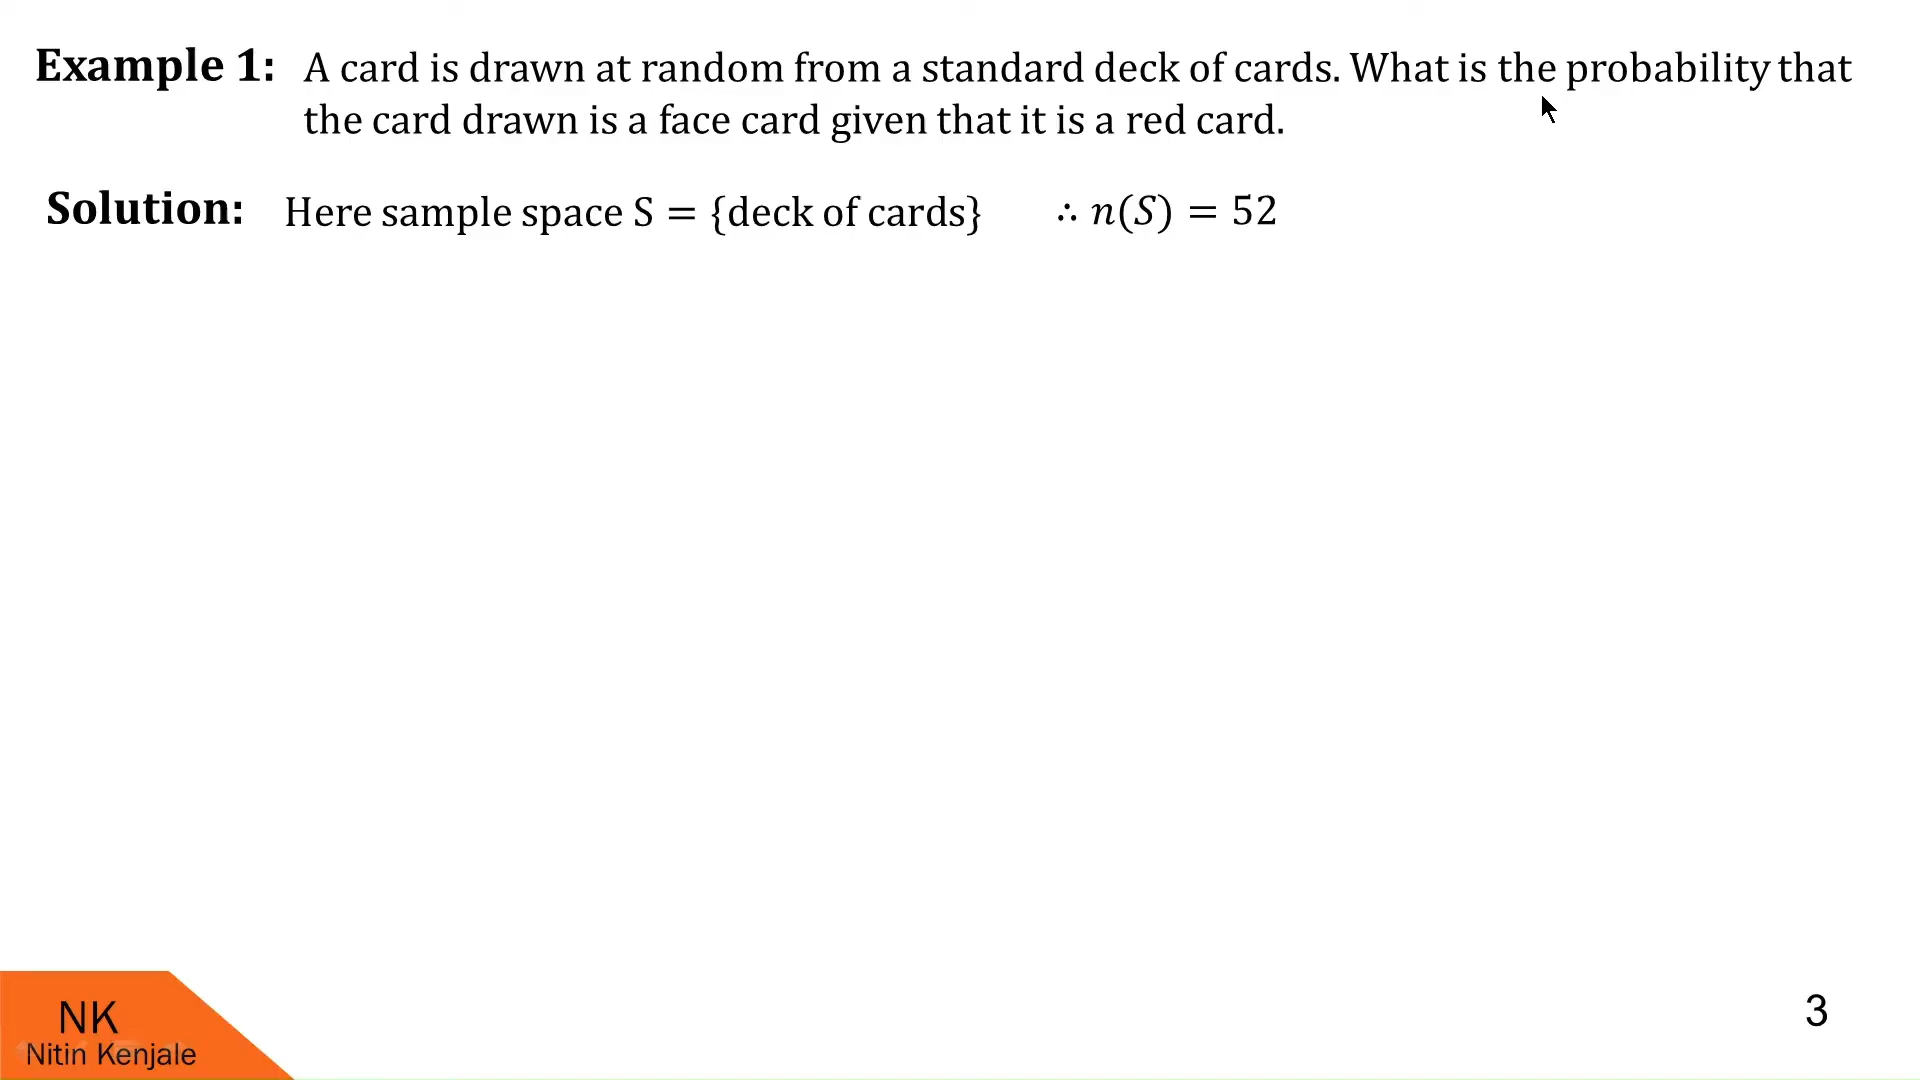 Example 1: A card is drawn at random from a standard deck of cards. What is the probability that
the card drawn is a face card given that it is a red card.
Solution: Here sample space S = {deck of cards} ∴ n(S) = 52
NK
Nitin Kenjale
3